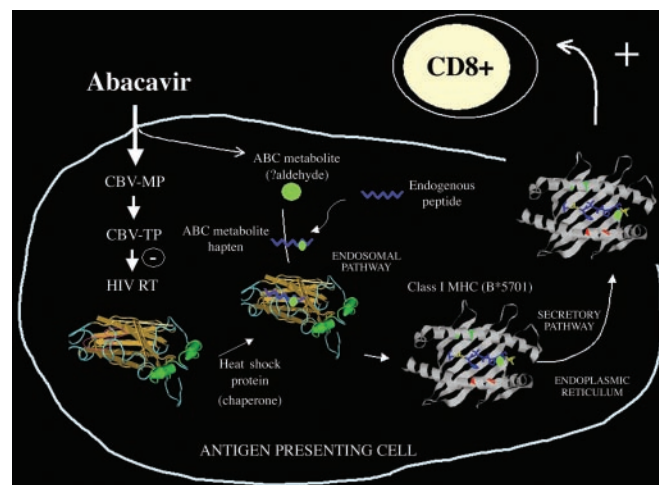 CD8+
+
Abacavir
ABC metabolite
(?aldehyde)
CBV-MP
Endogenous
peptide
CBV-TP
ABC metabolite
hapten
-
ENDOSOMAL
PATHWAY
HIV RT
Class I MHC (B*5701)
SECRETORY
PATHWAY
Heat shock
protein
(chaperone)
ENDOPLASMIC
RETICULUM
ANTIGEN PRESENTING CELL